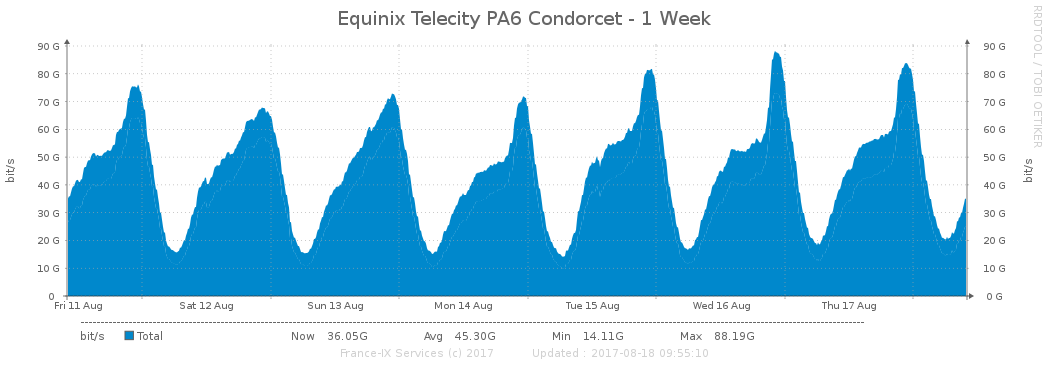 Equinix Telecity PA6 Condorcet - 1 Week
RRDTOOL / TOBI OETIKER
bit/s
90 G 90 G
80 G 80 G
70 G 70 G
60 G 60 G
50 G 50 G
40 G 40 G
30 G 30 G
20 G 20 G
10 G 10 G
0 0 G
bit/s
Fri 11 Aug Sat 12 Aug Sun 13 Aug Mon 14 Aug Tue 15 Aug Wed 16 Aug Thu 17 Aug
bit/s Total Now 36.05G Avg 45.30G Min 14.11G Max 88.19G
France-IX Services (c) 2017 Updated : 2017-08-18 09:55:10